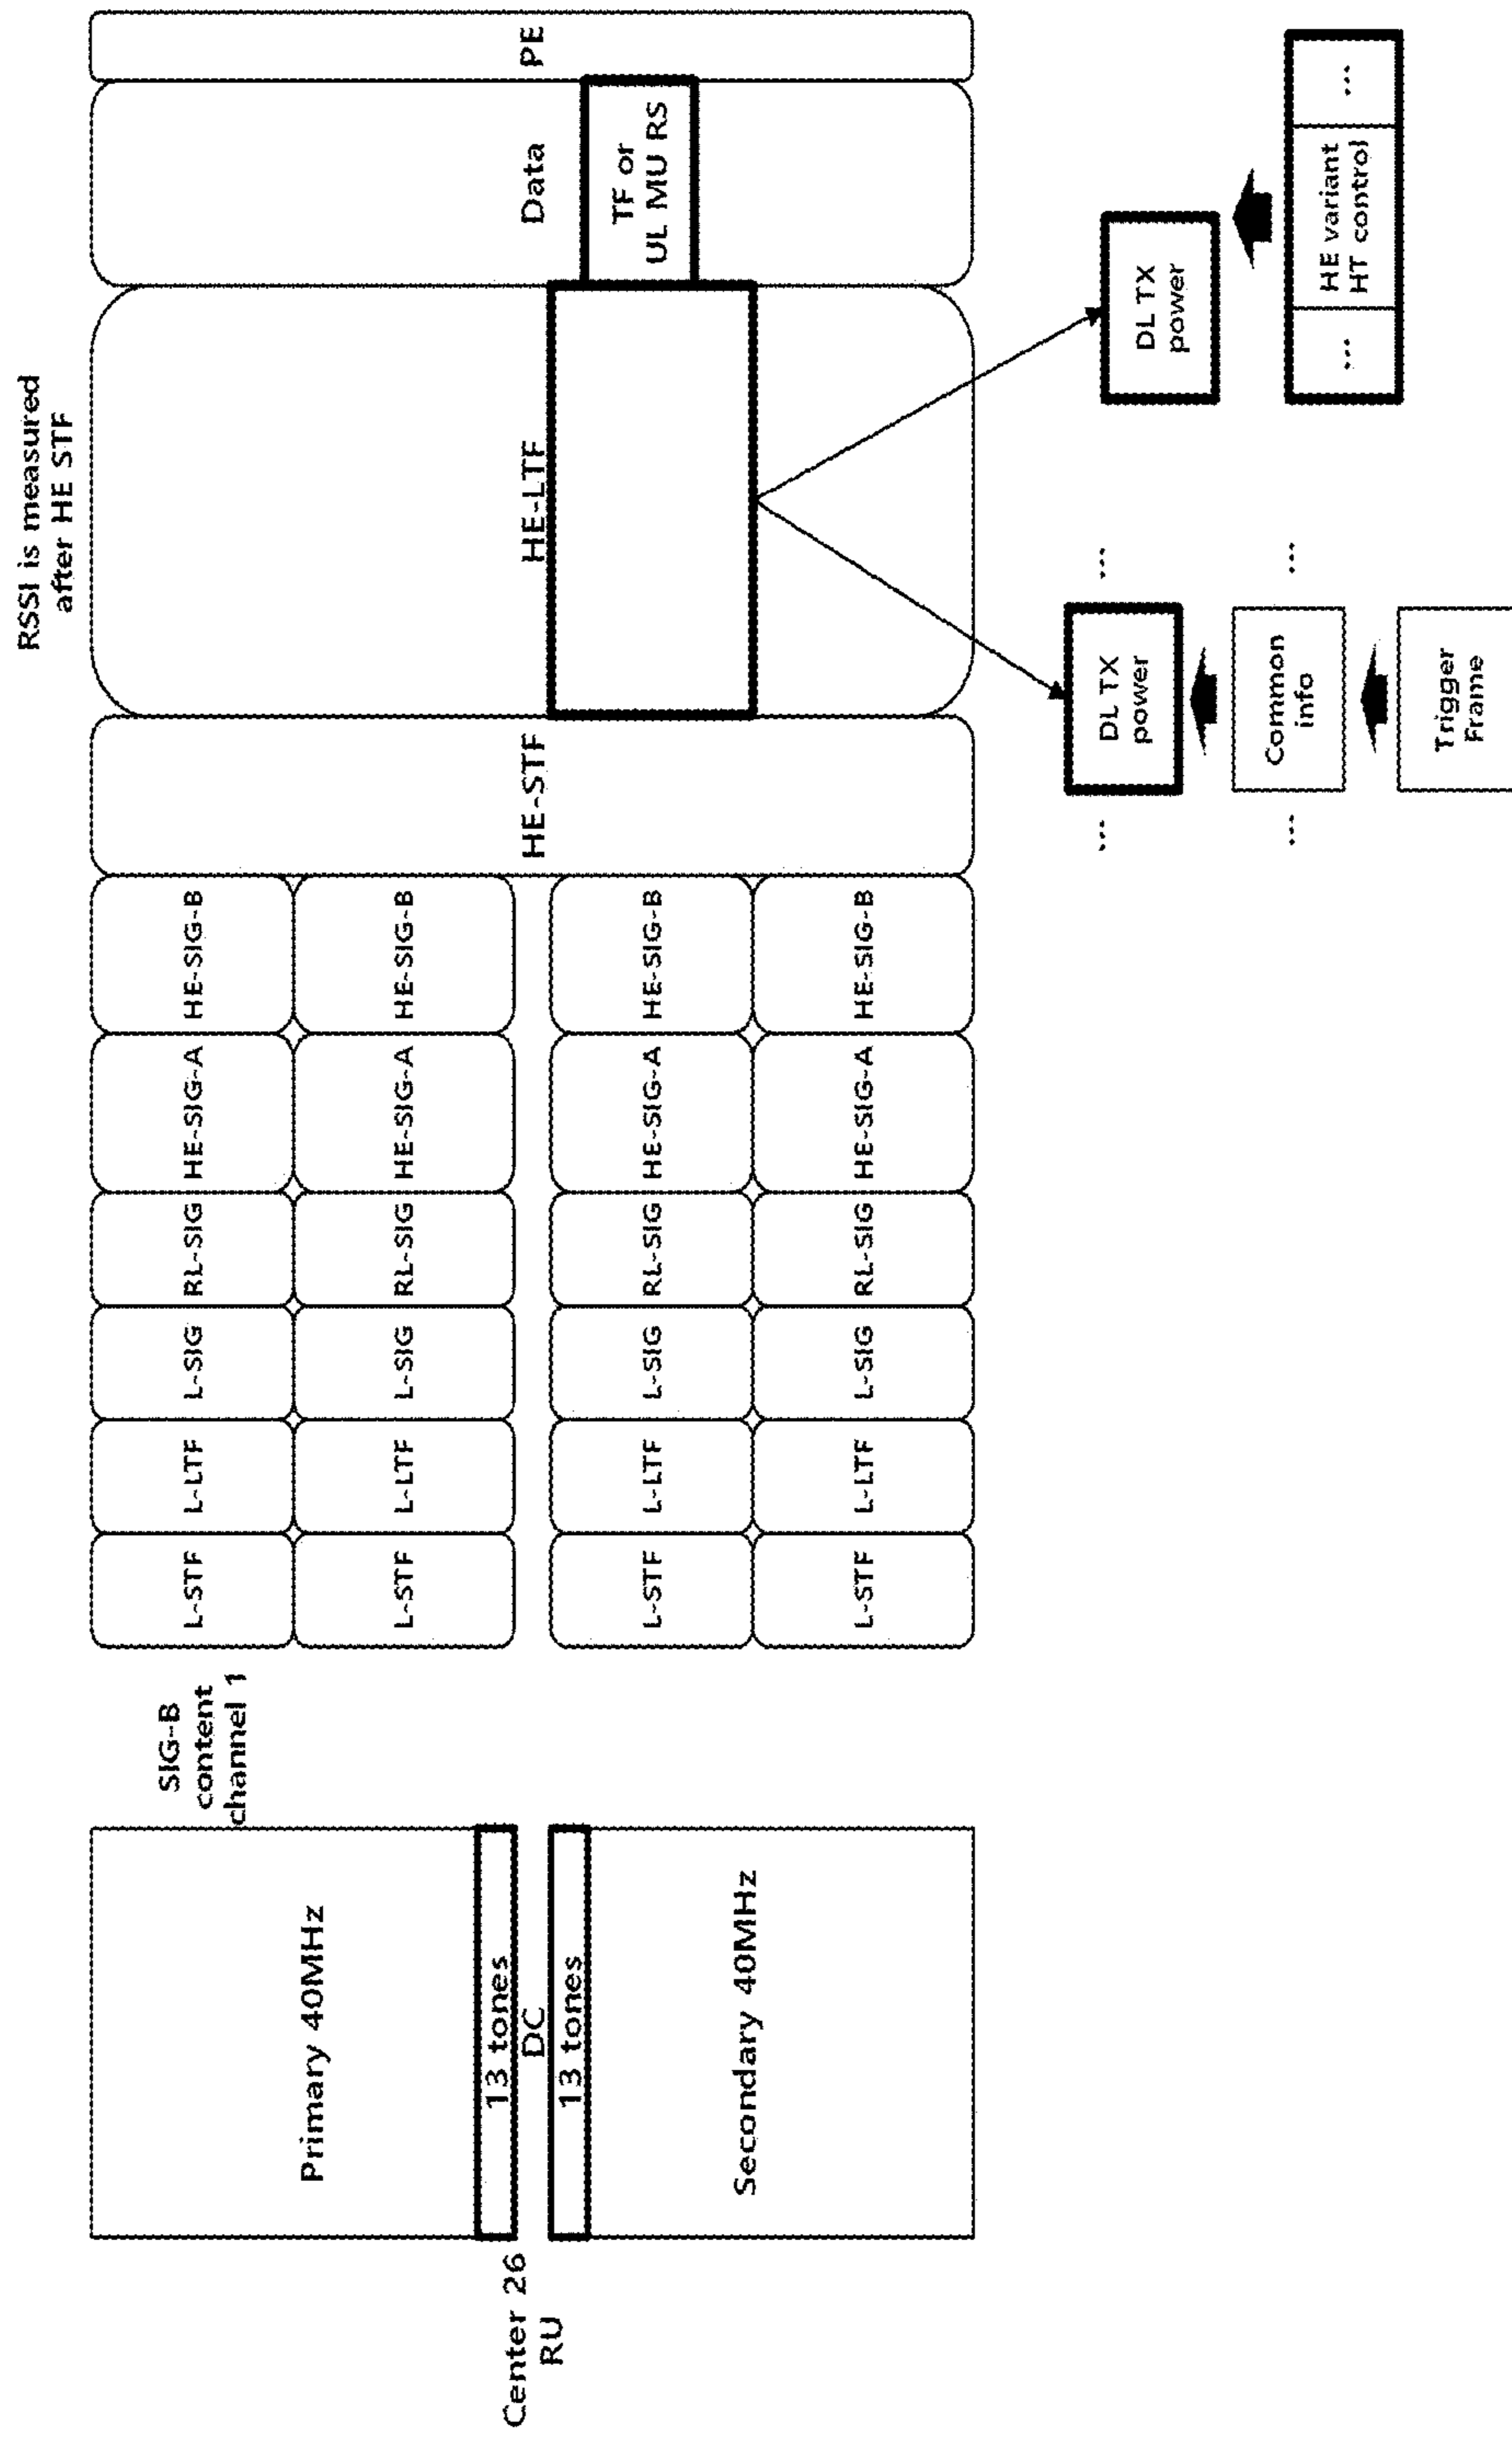 RSSI is measured
after HE STF
SIG-B
content
channel 1
Primary 40MHz
L-STF
L-LTF
L-SIG
RL-SIG
HE-SIG-A
HE-SIG-B
L-STF
L-LTF
L-SIG
RL-SIG
HE-SIG-A
HE-SIG-B
Center 26
RU
13 tones
DC
13 tones
HE-STF
HE-LTF
Data
PE
TF or
UL MU RS
Secondary 40MHz
L-STF
L-LTF
L-SIG
RL-SIG
HE-SIG-A
HE-SIG-B
L-STF
L-LTF
L-SIG
RL-SIG
HE-SIG-A
HE-SIG-B
...
DL TX
power
...
DL TX
power
...
Common
info
...
...
HE variant
HT control
...
Trigger
Frame